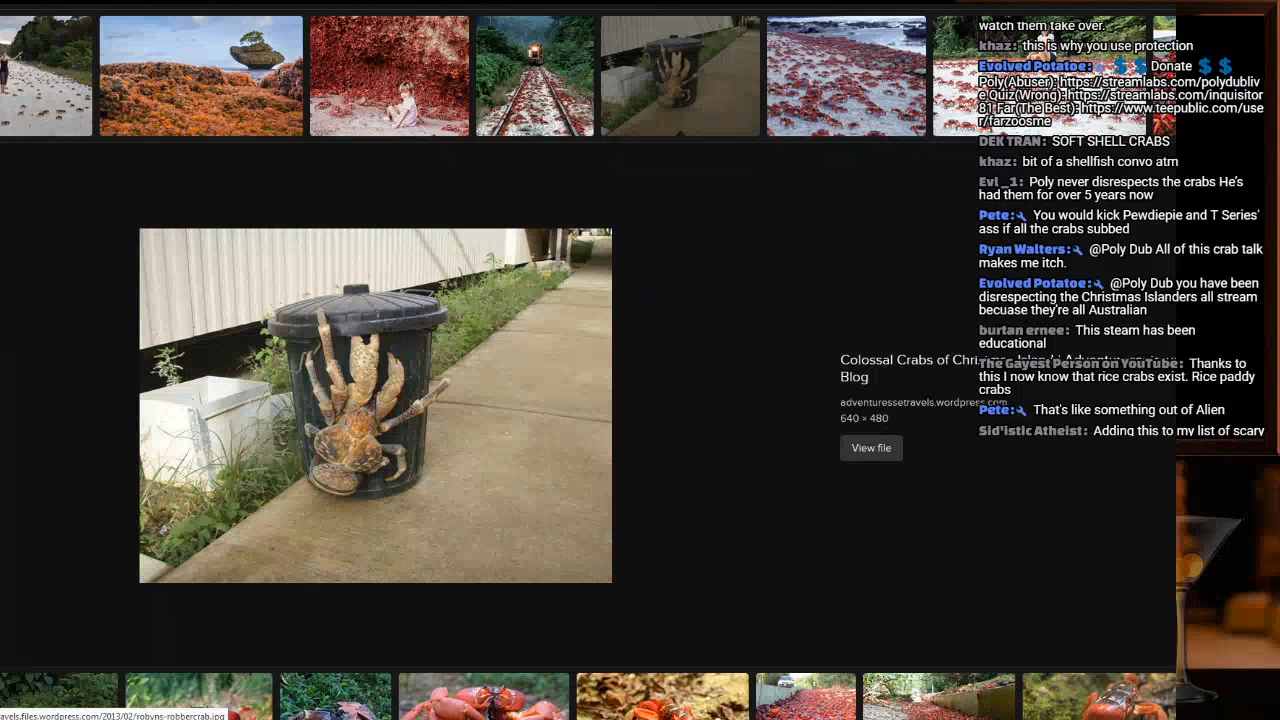 watch them take over.
khaz: this is why you use protection
Evolved Potatoe: Donate
Poly(Abuser): https://streamlabs.com/polydubliv
e Quiz(Wrong): https://streamlabs.com/inquisitor
81 Far(The Best): https://www.teepublic.com/use
r/farzoosme
DEK TRAN: SOFT SHELL CRABS
khaz: bit of a shellfish convo atm
Evl_1: Poly never disrespects the crabs He's
had them for over 5 years now
Pete: You would kick Pewdiepie and T Series'
ass if all the crabs subbed
Ryan Walters: @Poly Dub All of this crab talk
makes me itch.
Evolved Potatoe: @Poly Dub you have been
disrespecting the Christmas Islanders all stream
becuase they're all Australian
burtan ernee: This steam has been
educational
The Gayest Person on YouTube: Thanks to
this I now know that rice crabs exist. Rice paddy
crabs
Pete: That's like something out of Alien
Sid'istic Atheist: Adding this to my list of scary
Colossal Crabs of Chri
Blog
adventuressetravels.wordpress.com
640 × 480
View file
avels.files.wordpress.com/2013/02/robyns-robbercrab.jpg